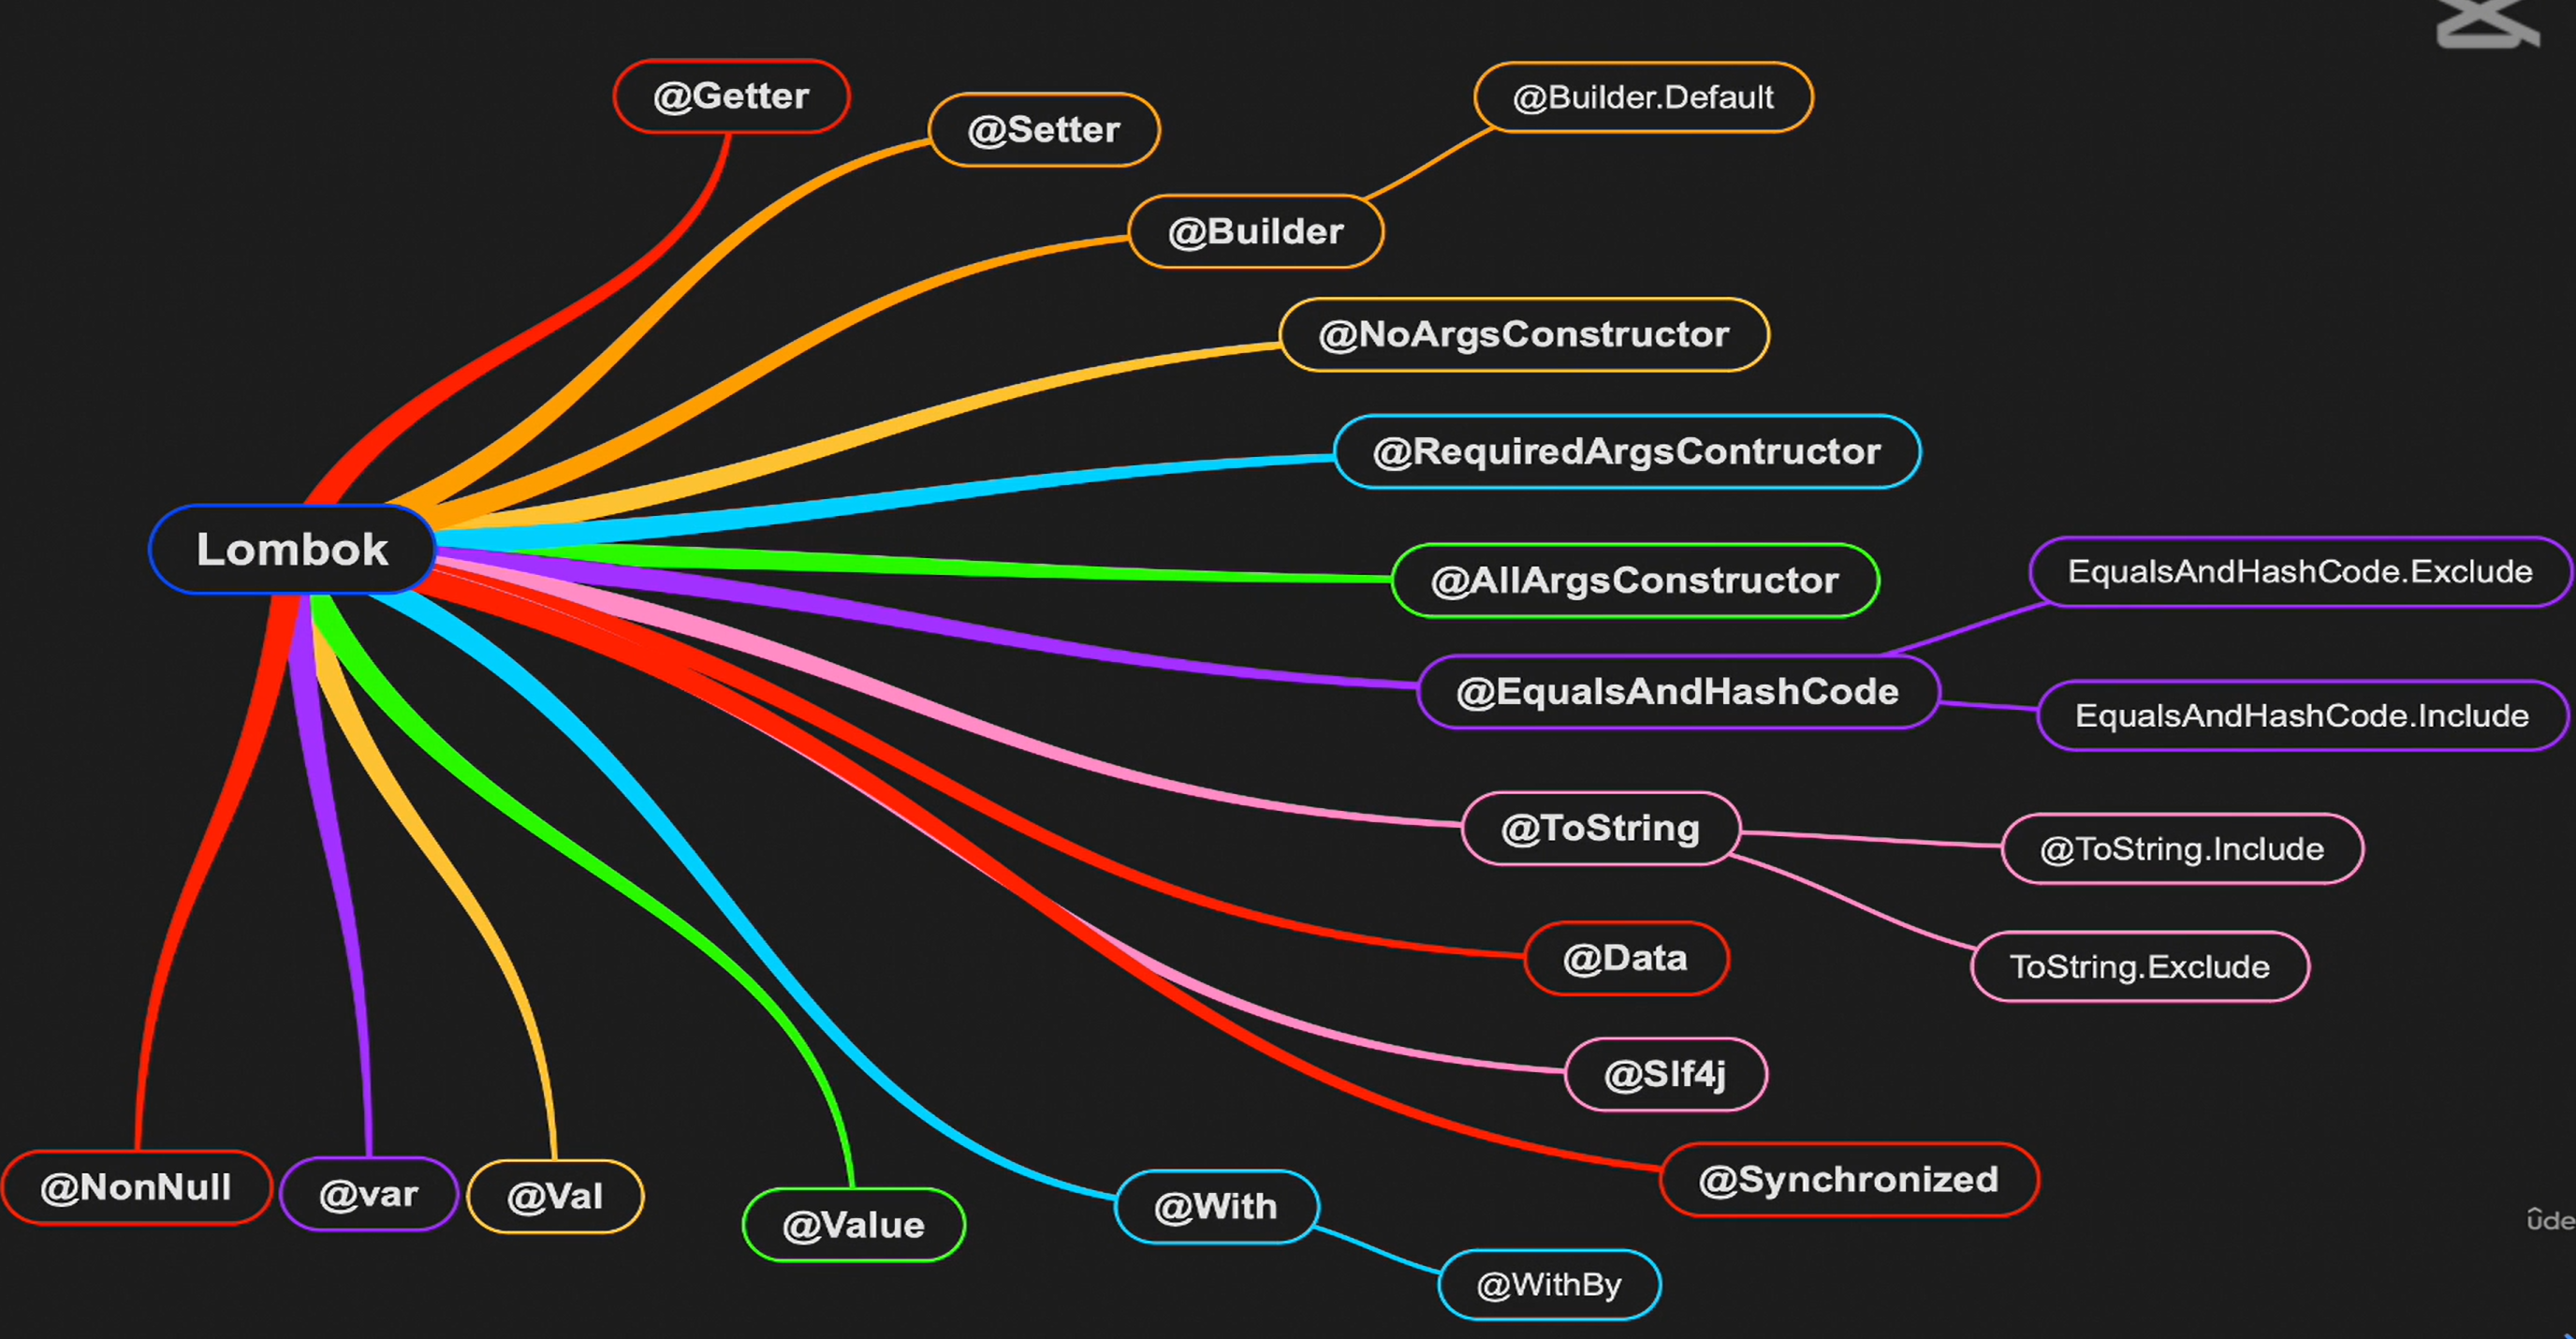 @Getter
@Setter
@Builder.Default
@Builder
@NoArgsConstructor
@RequiredArgsContructor
Lombok
@AllArgsConstructor
EqualsAndHashCode.Exclude
@EqualsAndHashCode
EqualsAndHashCode.Include
@ToString
@ToString.Include
@Data
ToString.Exclude
@Slf4j
@Synchronized
@NonNull
@var
@Val
@Value
@With
@WithBy
ûde